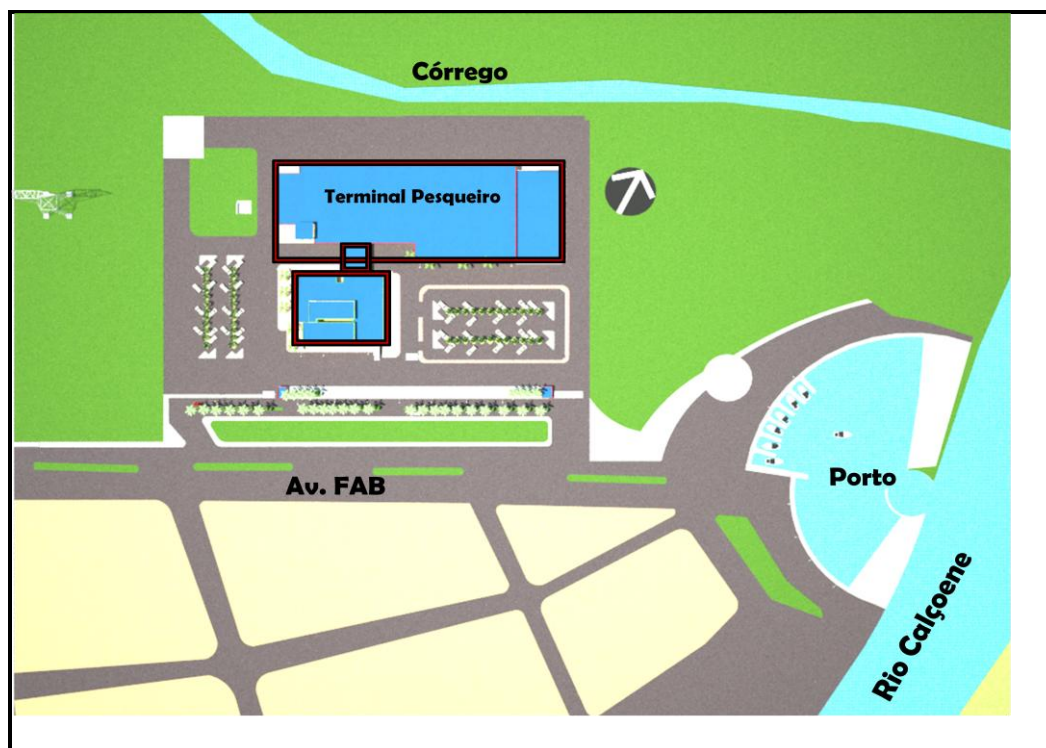 Córrego
Terminal Pesqueiro
Av. FAB
Porto
Rio Calçoene